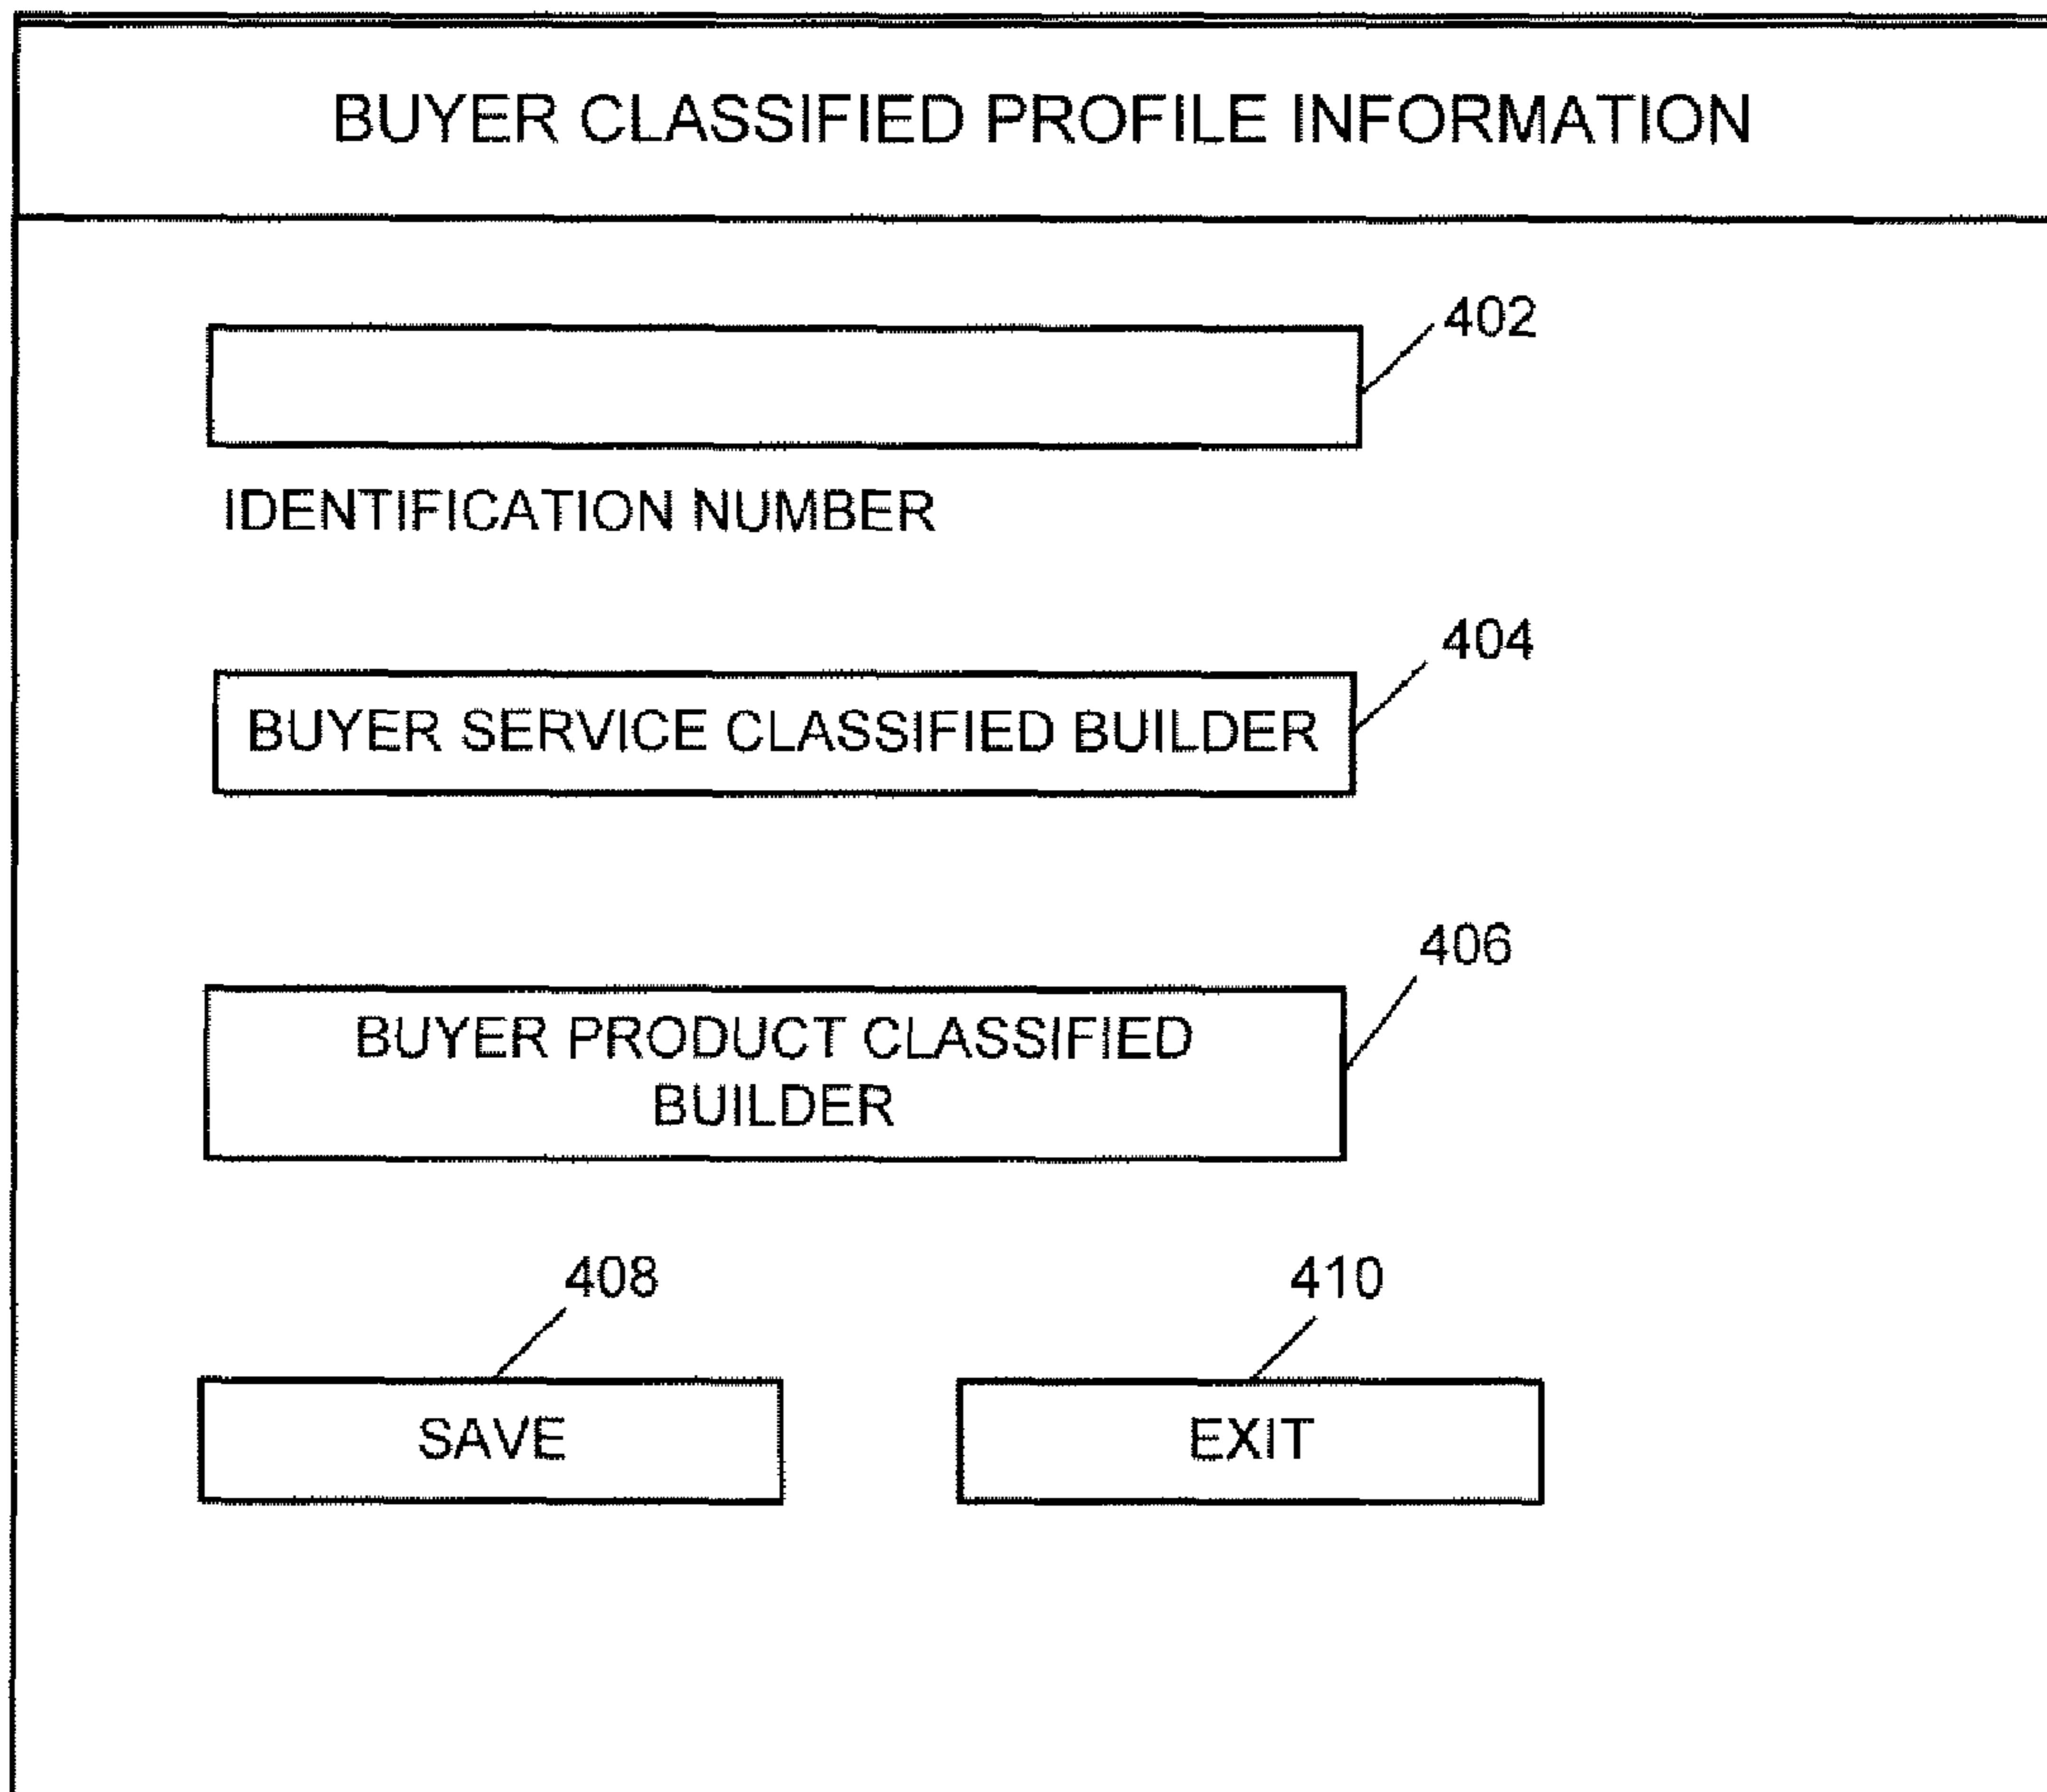 BUYER CLASSIFIED PROFILE INFORMATION
402
IDENTIFICATION NUMBER
404
BUYER SERVICE CLASSIFIED BUILDER
406
BUYER PRODUCT CLASSIFIED
BUILDER
408
410
SAVE
EXIT